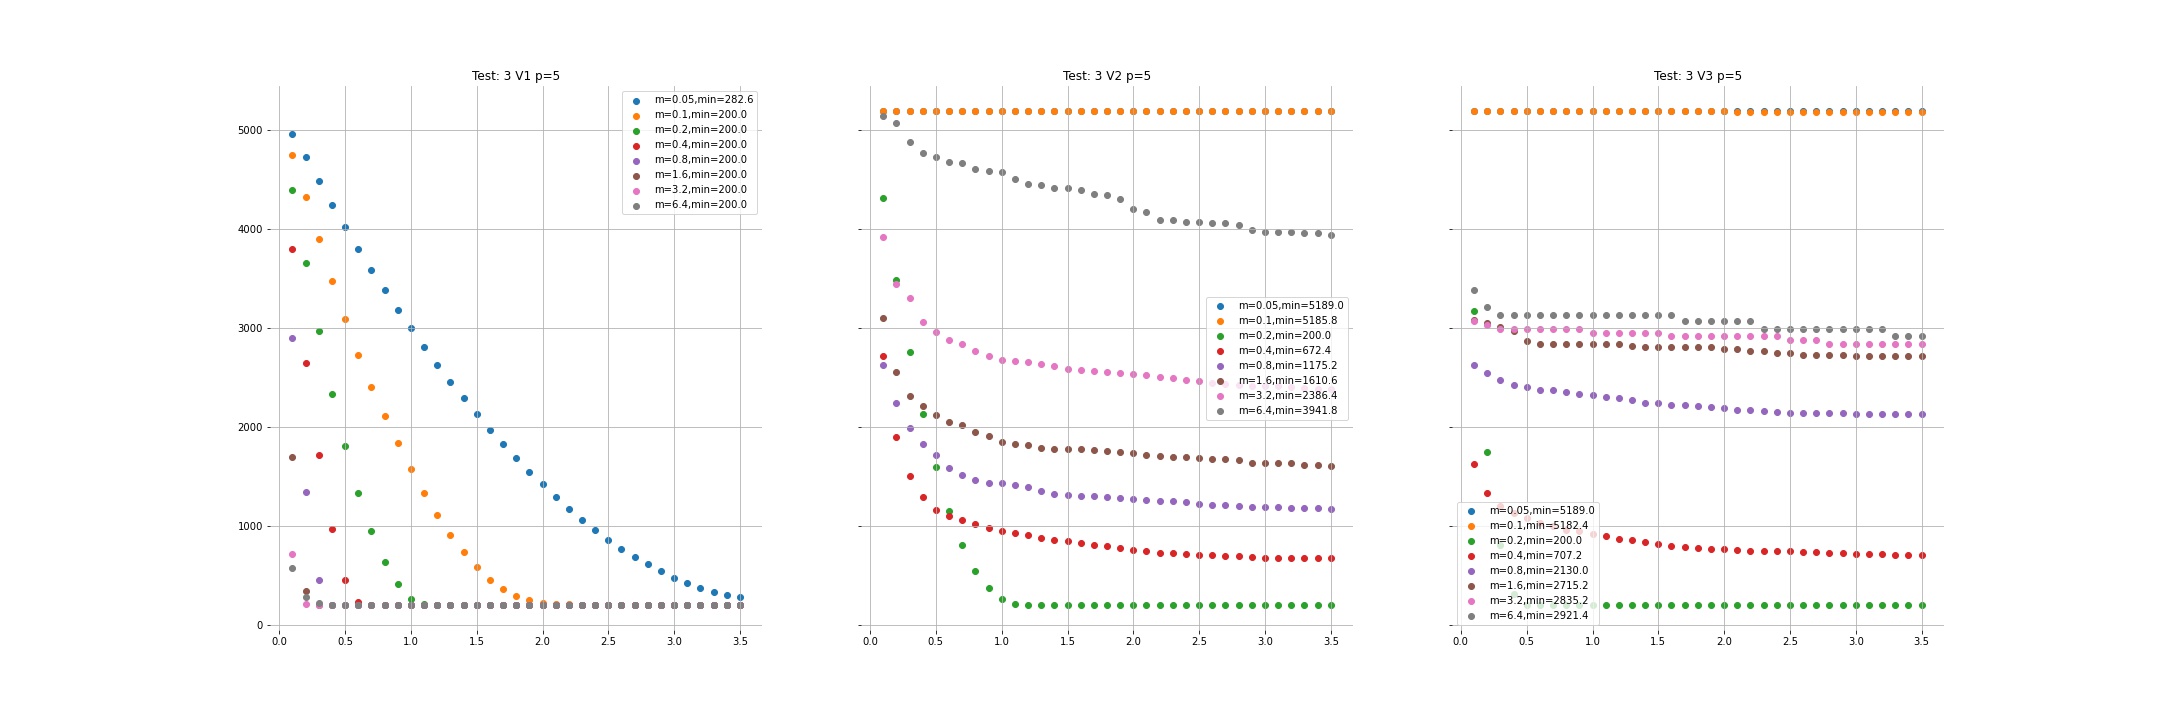 Test: 3 V1 p=5
5000
4000
3000
2000
1000
0
0.0 0.5 1.0 1.5 2.0 2.5 3.0 3.5
m=0.05,min=282.6
m=0.1,min=200.0
m=0.2,min=200.0
m=0.4,min=200.0
m=0.8,min=200.0
m=1.6,min=200.0
m=3.2,min=200.0
m=6.4,min=200.0
Test: 3 V2 p=5
m=0.05,min=5189.0
m=0.1,min=5185.8
m=0.2,min=200.0
m=0.4,min=672.4
m=0.8,min=1175.2
m=1.6,min=1610.6
m=3.2,min=2386.4
m=6.4,min=3941.8
0.0 0.5 1.0 1.5 2.0 2.5 3.0 3.5
Test: 3 V3 p=5
m=0.05,min=5189.0
m=0.1,min=5182.4
m=0.2,min=200.0
m=0.4,min=707.2
m=0.8,min=2130.0
m=1.6,min=2715.2
m=3.2,min=2835.2
m=6.4,min=2921.4
0.0 0.5 1.0 1.5 2.0 2.5 3.0 3.5